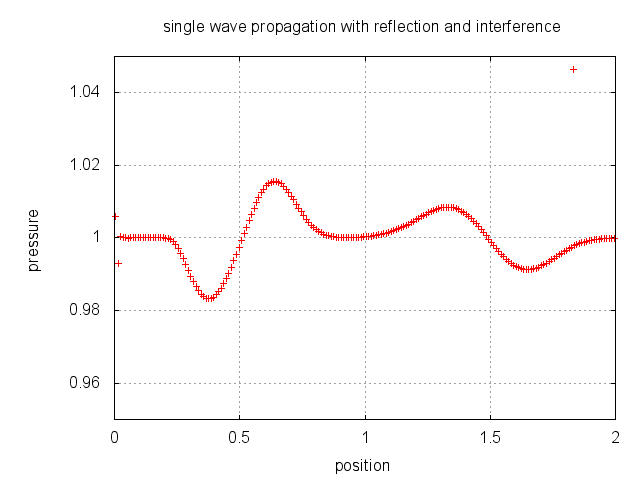 single wave propagation with reflection and interference
1.04
1.02
1
0.98
0.96
pressure
0 0.5 1 1.5 2
position